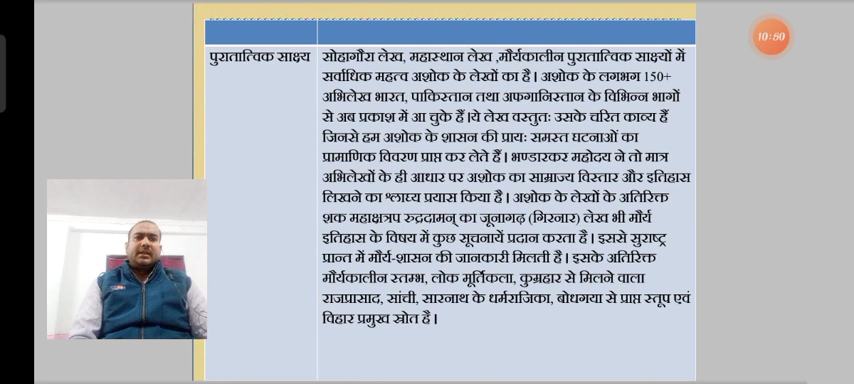 10:50
पुरातात्विक साक्ष्य
सोहागौरा लेख, महास्थान लेख ,मौर्यकालीन पुरातात्विक साक्ष्यों में
सर्वाधिक महत्व अशोक के लेखों का है। अशोक के लगभग 150+
अभिलेख भारत, पाकिस्तान तथा अफगानिस्तान के विभिन्न भागों
से अब प्रकाश में आ चुके हैं।ये लेख वस्तुतः उसके चरित काव्य हैं
जिनसे हम अशोक के शासन की प्रायः समस्त घटनाओं का
प्रामाणिक विवरण प्राप्त कर लेते हैं। भण्डारकर महोदय ने तो मात्र
अभिलेखों के ही आधार पर अशोक का साम्राज्य विस्तार और इतिहास
लिखने का श्लाघ्य प्रयास किया है। अशोक के लेखों के अतिरिक्त
शक महाक्षत्रप रुद्रदामन् का जूनागढ़ (गिरनार) लेख भी मौर्य
इतिहास के विषय में कुछ सूचनायें प्रदान करता है। इससे सुराष्ट्र
प्रान्त में मौर्य-शासन की जानकारी मिलती है। इसके अतिरिक्त
मौर्यकालीन स्तम्भ, लोक मूर्तिकला, कुम्रहार से मिलने वाला
राजप्रासाद, सांची, सारनाथ के धर्मराजिका, बोधगया से प्राप्त स्तूप एवं
विहार प्रमुख स्रोत है।